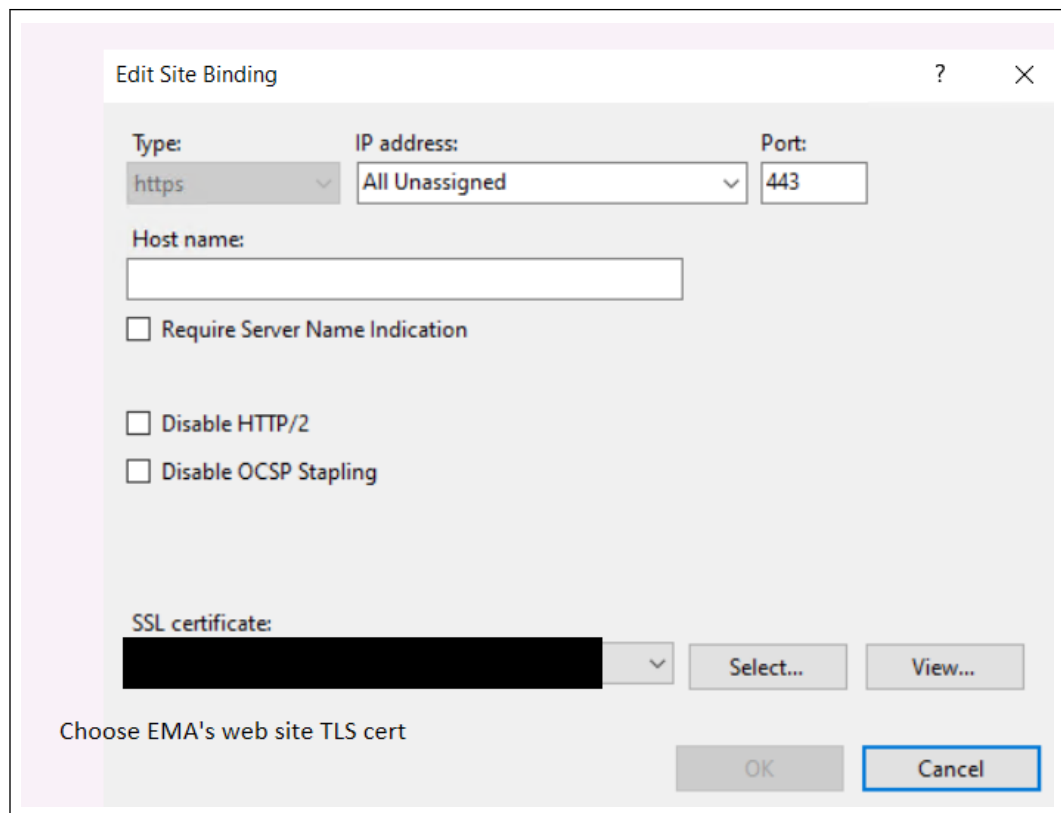 Edit Site Binding ?
Type: IP address: Port:
https All Unassigned 443
Host name:
Require Server Name Indication
Disable HTTP/2
Disable OCSP Stapling
SSL certificate:
Select... View...
Choose EMA's web site TLS cert
OK Cancel